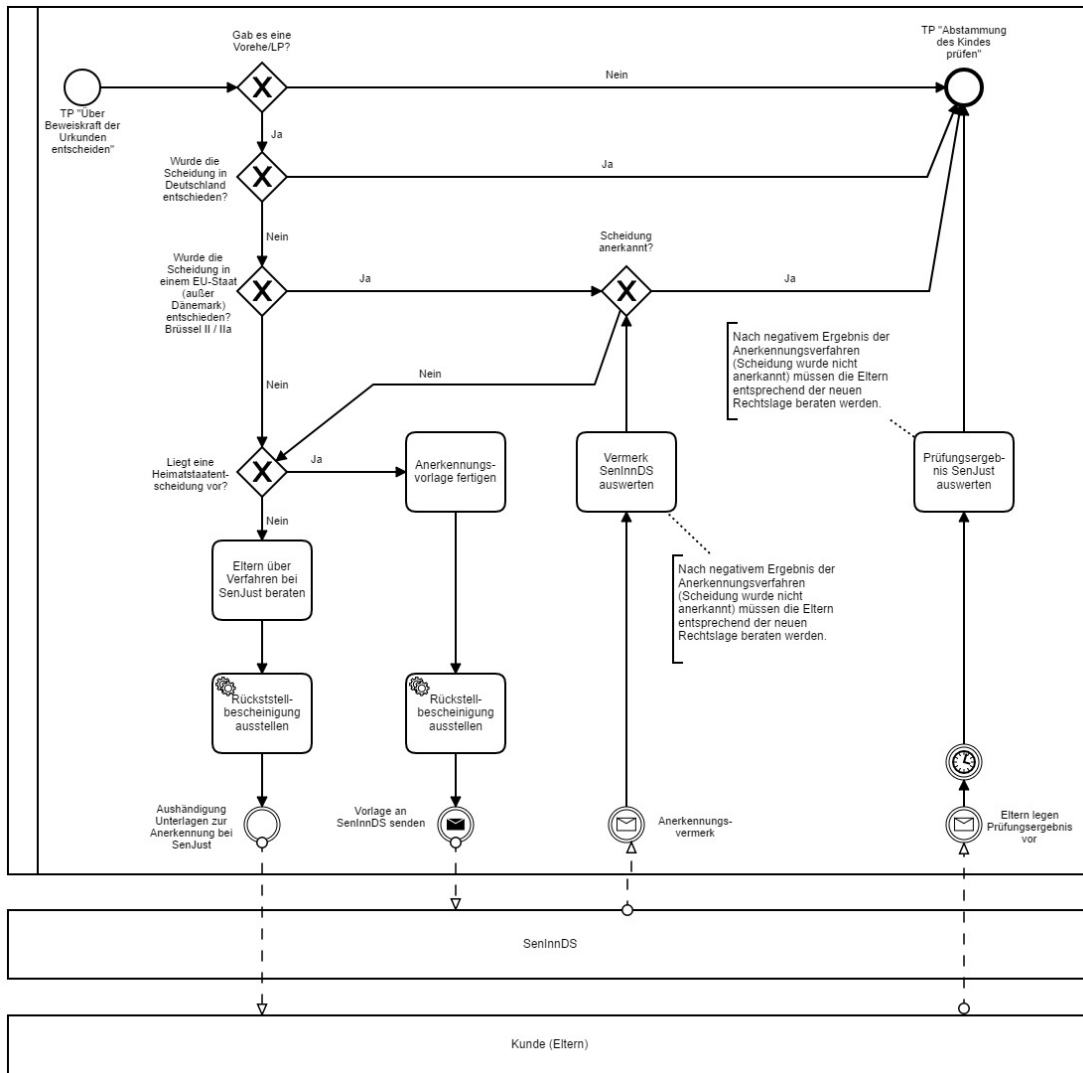 Gab es eine
Vorehe/LP?
TP "Abstammung
des Kindes
prüfen"
Nein
TP "Über
Beweiskraft der
Urkunden
entscheiden"
Ja
Wurde die
Scheidung in
Deutschland
entschieden?
Ja
Nein
Scheidung
anerkannt?
Wurde die
Scheidung in
einem EU-Staat
(außer
Dänemark)
entschieden?
Brüssel II / IIa
Ja
Ja
Nach negativem Ergebnis der
Anerkennungsverfahren
(Scheidung wurde nicht
anerkannt) müssen die Eltern
entsprechend der neuen
Rechtslage beraten werden.
Nein
Nein
Liegt eine
Heimatstaatent-
scheidung vor?
Ja
Anerkennungs-
vorlage fertigen
Vermerk
SenInnDS
auswerten
Prüfungsergeb-
nis SenJust
auswerten
Nein
Eltern über
Verfahren bei
SenJust beraten
Nach negativem Ergebnis der
Anerkennungsverfahren
(Scheidung wurde nicht
anerkannt) müssen die Eltern
entsprechend der neuen
Rechtslage beraten werden.
Rückststell-
bescheinigung
ausstellen
Rückstell-
bescheinigung
ausstellen
Aushändigung
Unterlagen zur
Anerkennung bei
SenJust
Vorlage an
SenInnDS senden
Anerkennungs-
vermerk
Eltern legen
Prüfungsergebnis
vor
SenInnDS
Kunde (Eltern)